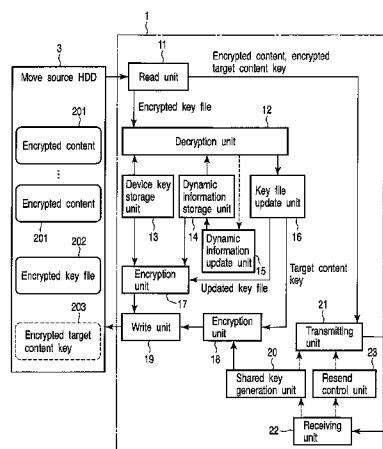 1
3
Move source HDD
11
Read unit
Encrypted content, encrypted
target content key
Encrypted key file
12
Decryption unit
201
Encrypted content
⋮
Encrypted content
201
202
Encrypted key file
203
Encrypted target
content key
Device key
storage unit
13
Dynamic
information
storage unit
14
Dynamic
information
update unit
15
Key file
update unit
16
Encryption
unit
17
Updated key file
Target content
key
Write unit
19
Encryption
unit
18
21
Transmitting
unit
20
Shared key
generation unit
23
Resend
control unit
22
Receiving
unit